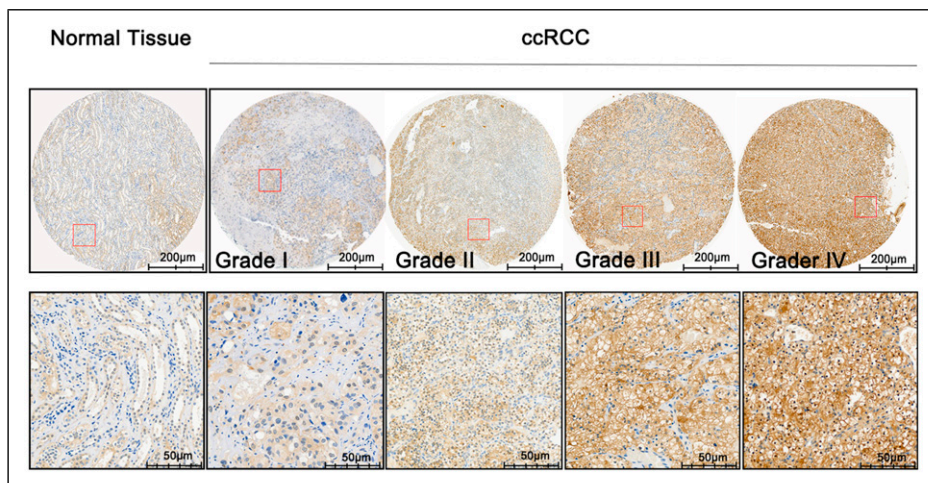 Normal Tissue
ccRCC
200μm
Grade I 200μm
Grade II 200μm
Grade III 200μm
Grader IV 200μm
50μm
50μm
50μm
50μm
50μm